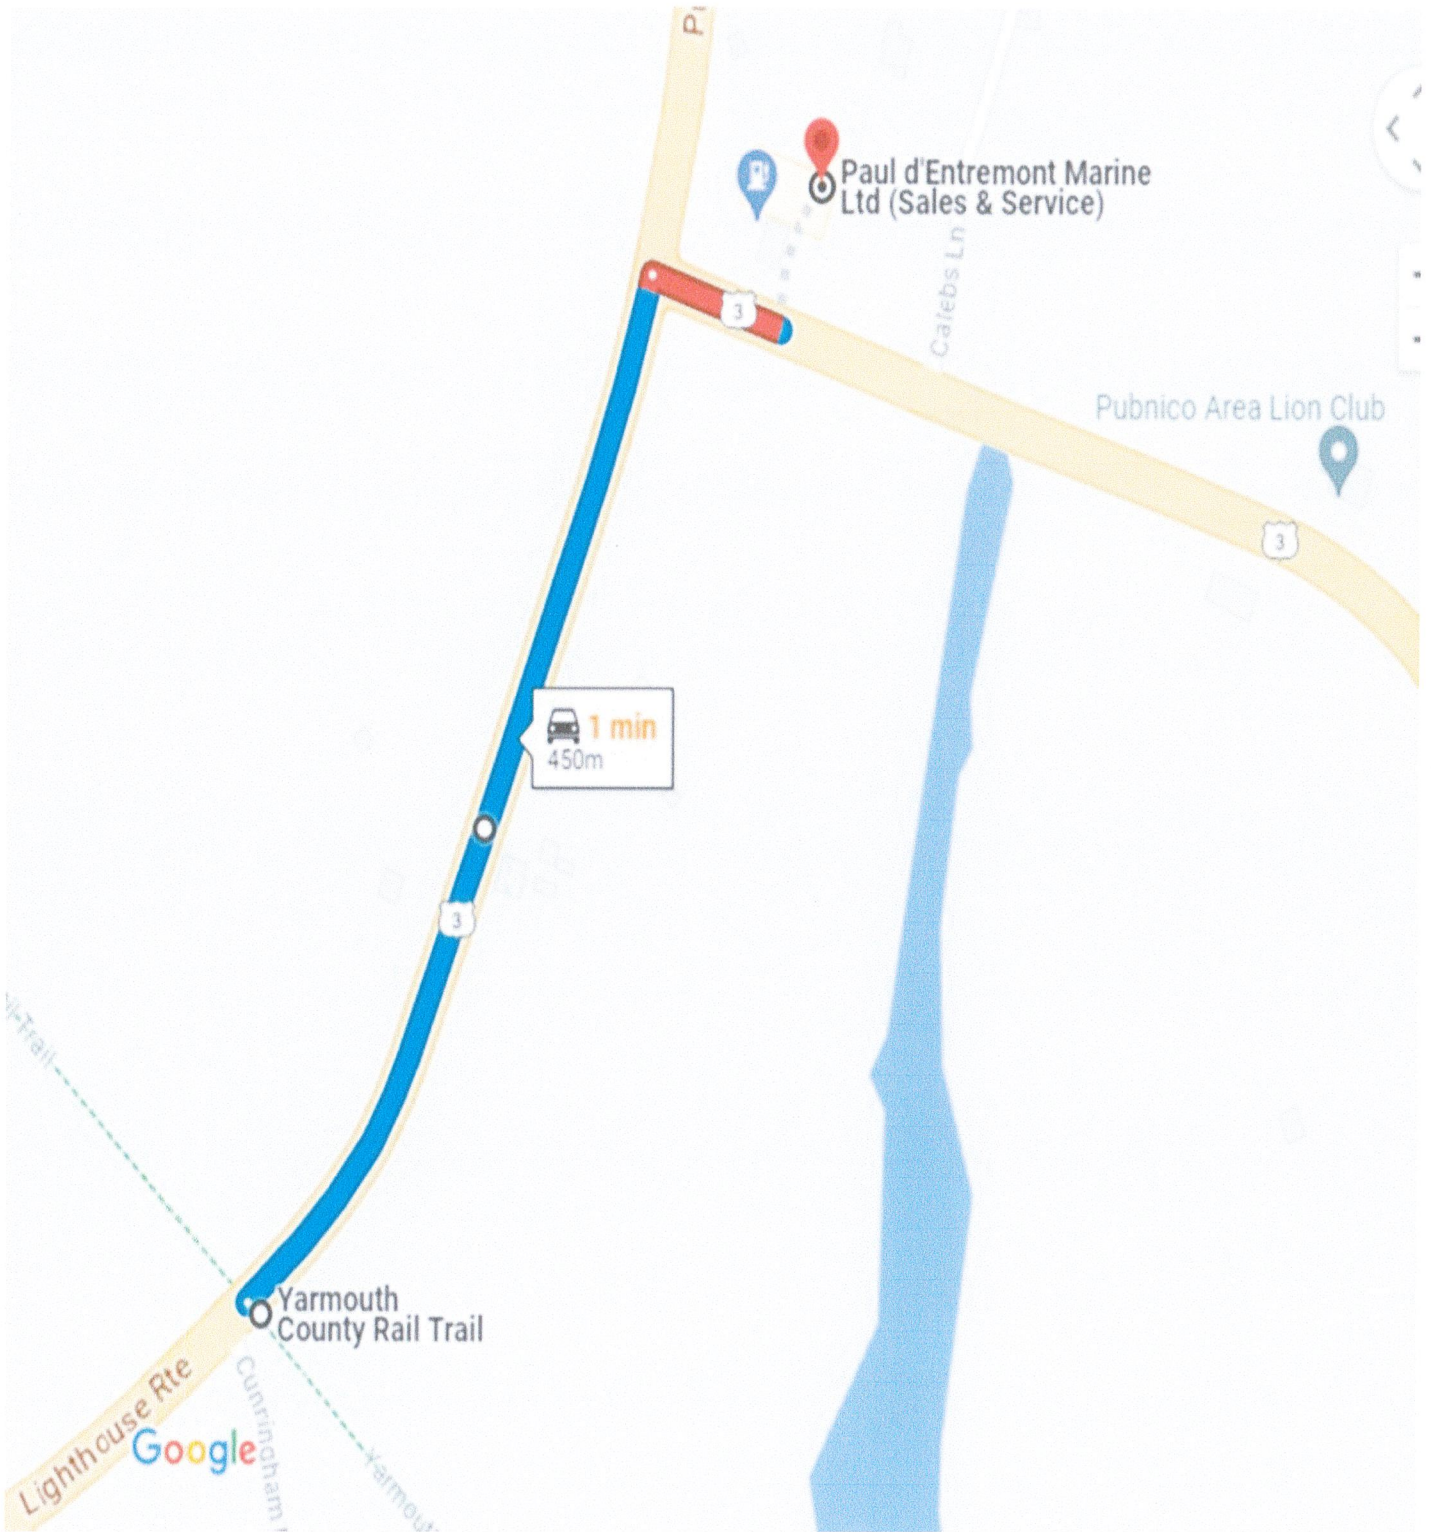 Paul d'Entremont Marine
Ltd (Sales & Service)
3
Calebs Ln
Pubnico Area Lion Club
3
1 min
450m
3
Yarmouth
County Rail Trail
Lighthouse Rte
Google